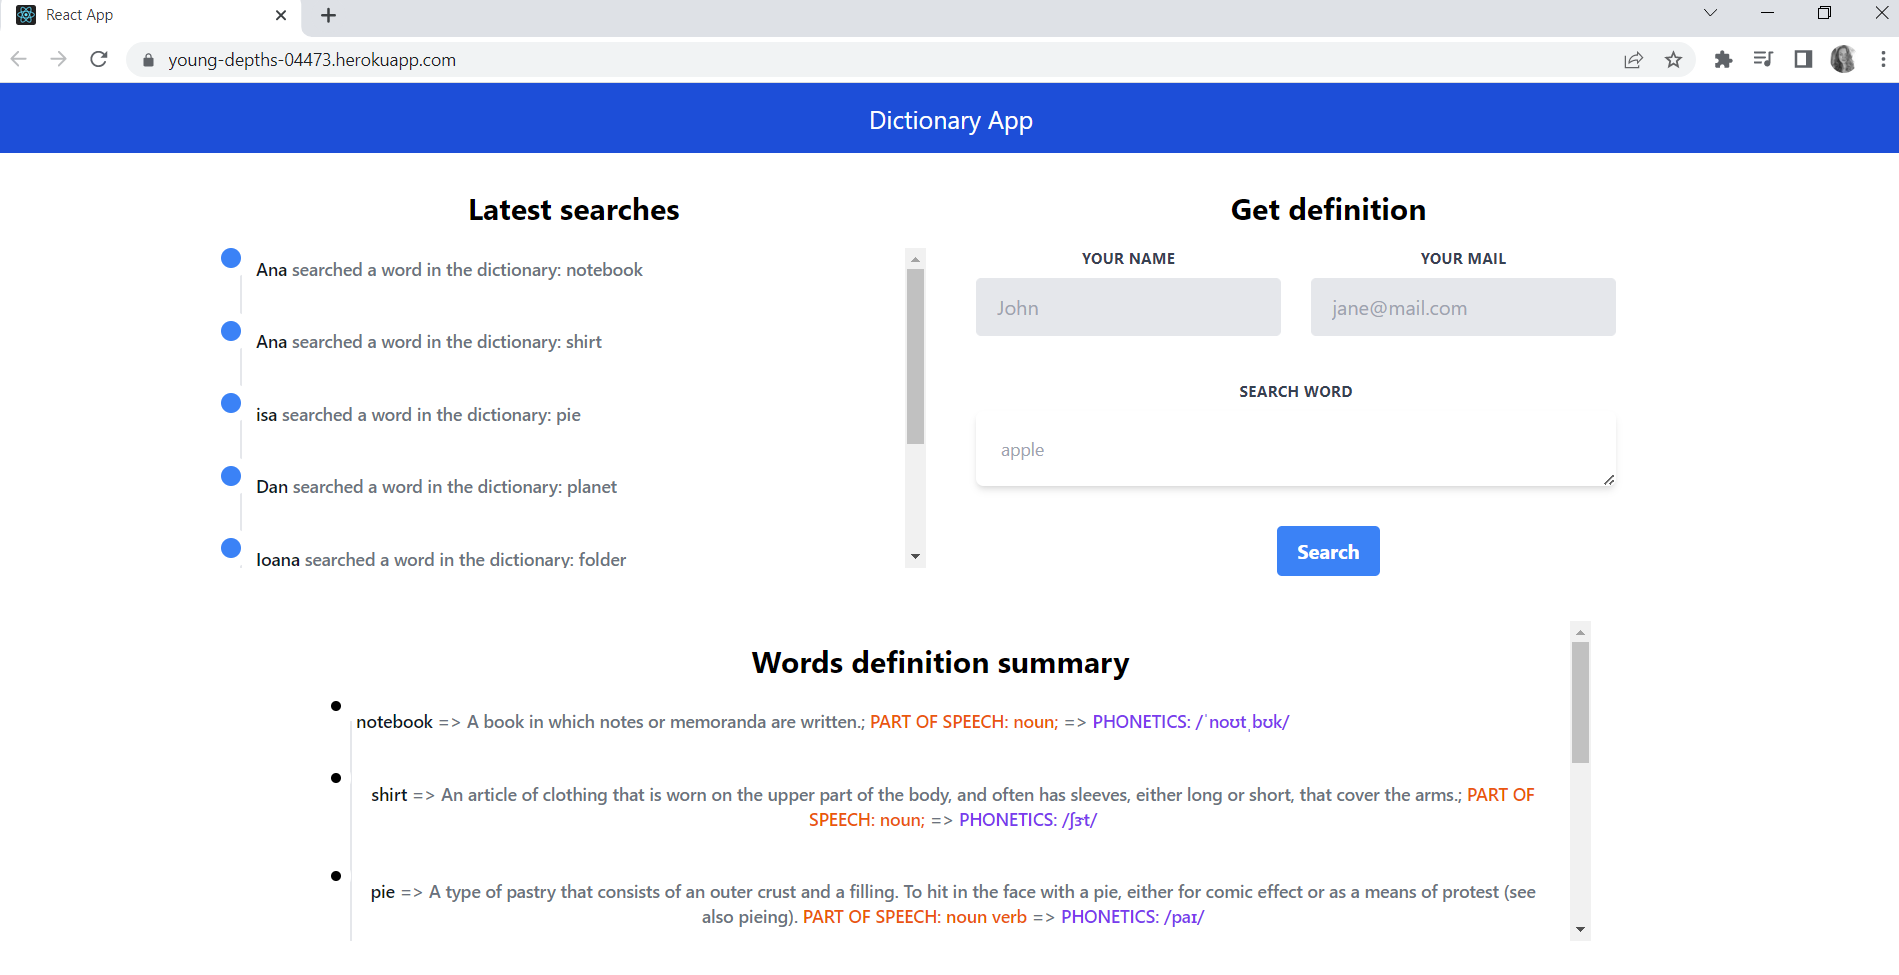 React App
young-depths-04473.herokuapp.com
Dictionary App
Latest searches
Ana searched a word in the dictionary: notebook
Ana searched a word in the dictionary: shirt
isa searched a word in the dictionary: pie
Dan searched a word in the dictionary: planet
Ioana searched a word in the dictionary: folder
Get definition
YOUR NAME
YOUR MAIL
John
jane@mail.com
SEARCH WORD
apple
Search
Words definition summary
notebook => A book in which notes or memoranda are written.; PART OF SPEECH: noun; => PHONETICS: /ˈnoʊtˌbʊk/
shirt => An article of clothing that is worn on the upper part of the body, and often has sleeves, either long or short, that cover the arms.; PART OF
SPEECH: noun; => PHONETICS: /ʃɝt/
pie => A type of pastry that consists of an outer crust and a filling. To hit in the face with a pie, either for comic effect or as a means of protest (see
also pieing). PART OF SPEECH: noun verb => PHONETICS: /paɪ/